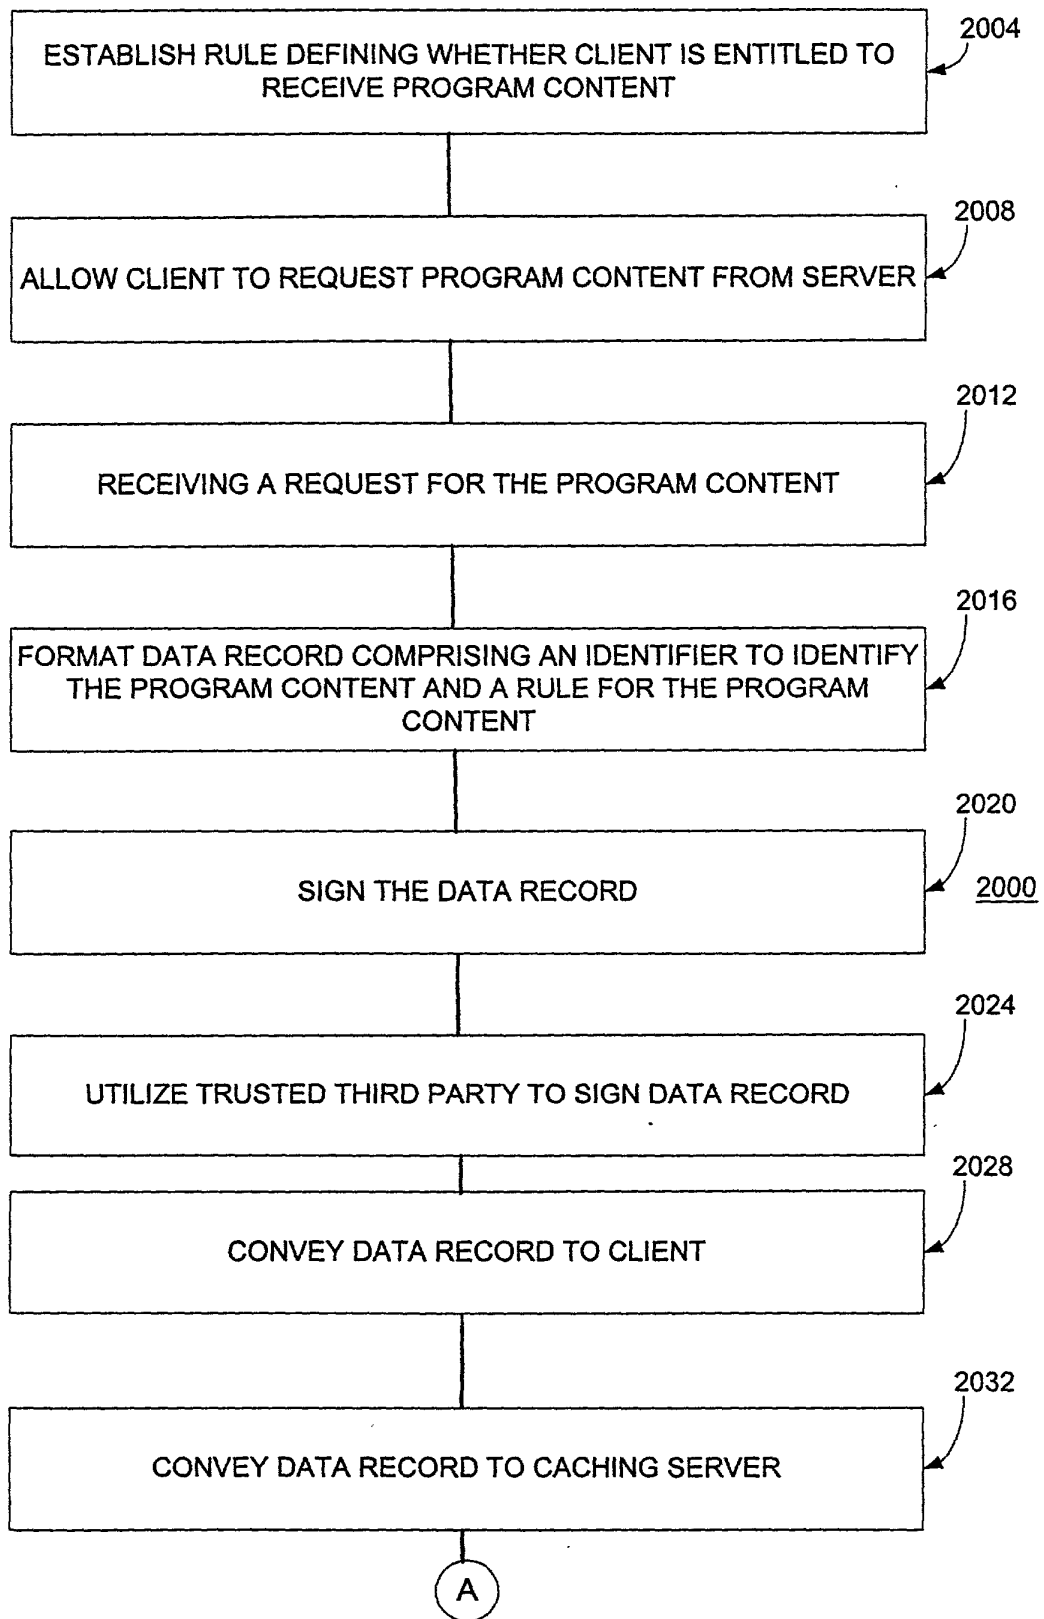 2004
ESTABLISH RULE DEFINING WHETHER CLIENT IS ENTITLED TO
RECEIVE PROGRAM CONTENT
2008
ALLOW CLIENT TO REQUEST PROGRAM CONTENT FROM SERVER
2012
RECEIVING A REQUEST FOR THE PROGRAM CONTENT
2016
FORMAT DATA RECORD COMPRISING AN IDENTIFIER TO IDENTIFY
THE PROGRAM CONTENT AND A RULE FOR THE PROGRAM
CONTENT
2020
SIGN THE DATA RECORD
2000
2024
UTILIZE TRUSTED THIRD PARTY TO SIGN DATA RECORD
2028
CONVEY DATA RECORD TO CLIENT
2032
CONVEY DATA RECORD TO CACHING SERVER
A